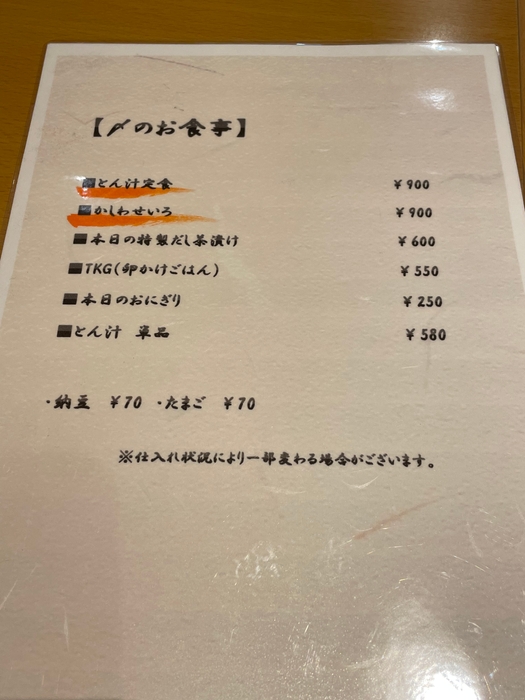 【〆のお食事】
■とん汁定食 ¥900
■かしわせいろ ¥900
■本日の特製だし茶漬け ¥600
■TKG(卵かけごはん) ¥550
■本日のおにぎり ¥250
■とん汁 単品 ¥580
・納豆 ¥70 ・たまご ¥70
※仕入れ状況により一部変わる場合がございます。